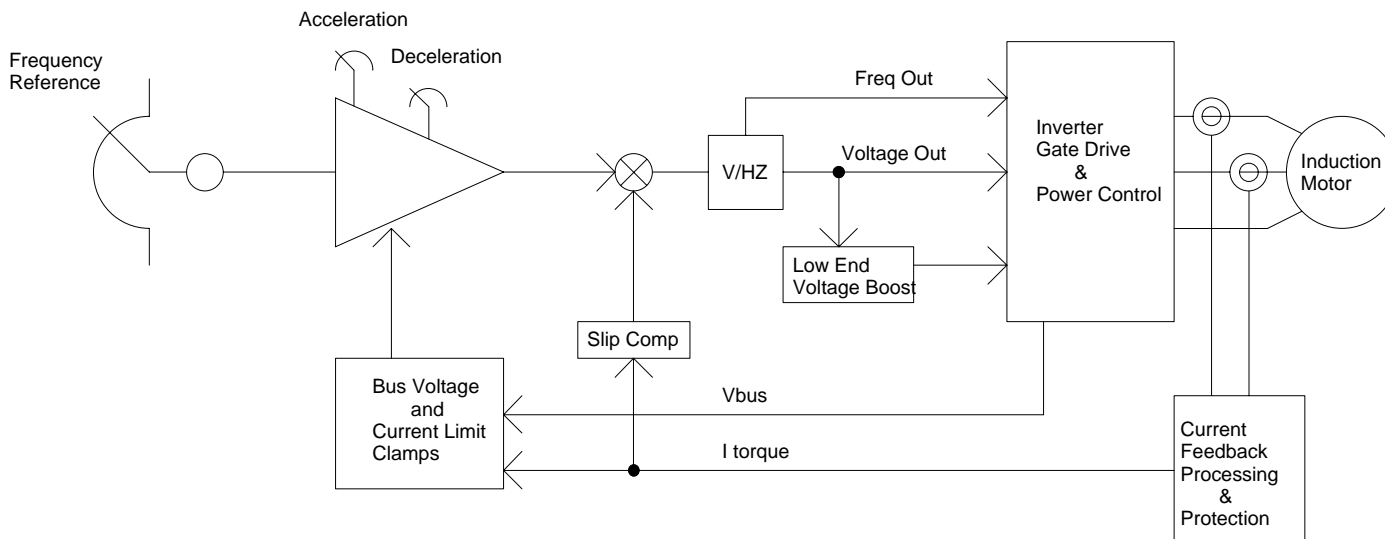 Acceleration
Deceleration
Frequency
Reference
Freq Out
Voltage Out
V/HZ
Inverter
Gate Drive
&
Power Control
Induction
Motor
Low End
Voltage Boost
Slip Comp
Bus Voltage
and
Current Limit
Clamps
Vbus
I torque
Current
Feedback
Processing
&
Protection